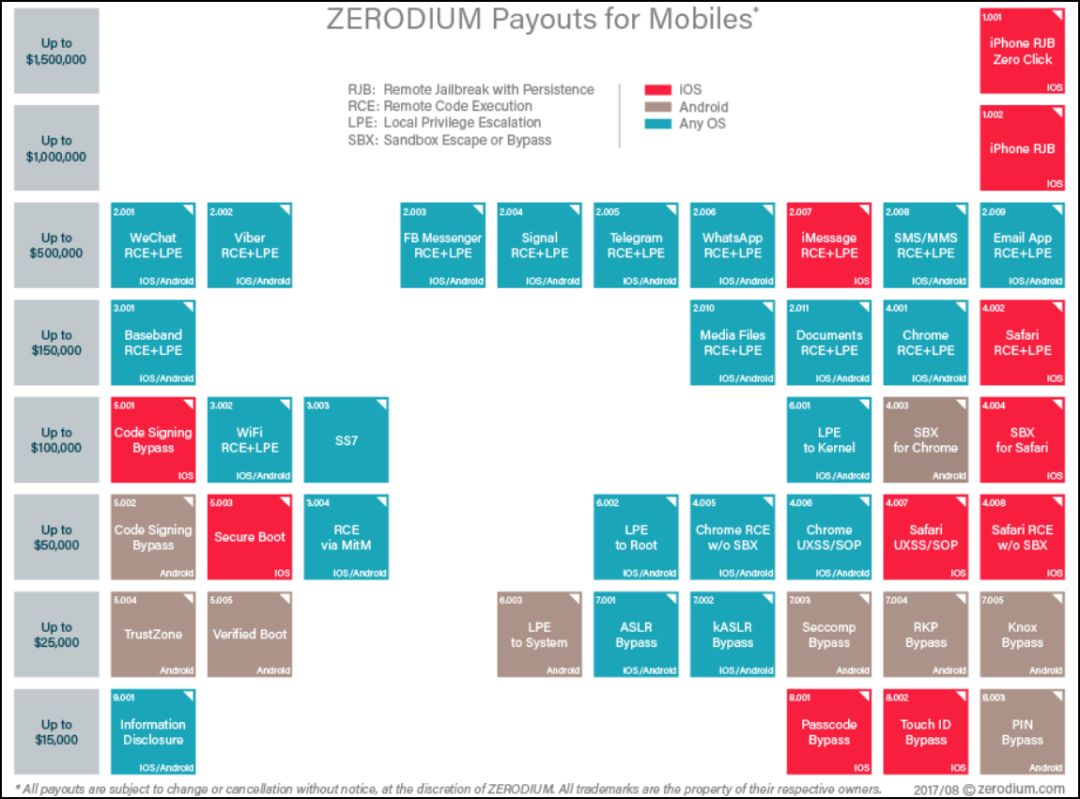 ZERODIUM Payouts for Mobiles*
RJB: Remote Jailbreak with Persistence
RCE: Remote Code Execution
LPE: Local Privilege Escalation
SBX: Sandbox Escape or Bypass
iOS
Android
Any OS
Up to
$1,500,000
1.001
iPhone RJB
Zero Click
iOS
Up to
$1,000,000
1.002
iPhone RJB
iOS
Up to
$500,000
2.001
WeChat
RCE+LPE
iOS/Android
2.002
Viber
RCE+LPE
iOS/Android
2.003
FB Messenger
RCE+LPE
iOS/Android
2.004
Signal
RCE+LPE
iOS/Android
2.005
Telegram
RCE+LPE
iOS/Android
2.006
WhatsApp
RCE+LPE
iOS/Android
2.007
iMessage
RCE+LPE
iOS
2.008
SMS/MMS
RCE+LPE
iOS/Android
2.009
Email App
RCE+LPE
iOS/Android
Up to
$150,000
3.001
Baseband
RCE+LPE
iOS/Android
2.010
Media Files
RCE+LPE
iOS/Android
2.011
Documents
RCE+LPE
iOS/Android
4.001
Chrome
RCE+LPE
iOS/Android
4.002
Safari
RCE+LPE
iOS
Up to
$100,000
5.001
Code Signing
Bypass
iOS
3.002
WiFi
RCE+LPE
iOS/Android
3.003
SS7
6.001
LPE
to Kernel
iOS/Android
4.003
SBX
for Chrome
Android
4.004
SBX
for Safari
iOS
Up to
$50,000
5.002
Code Signing
Bypass
Android
5.003
Secure Boot
iOS
3.004
RCE
via MitM
iOS/Android
6.002
LPE
to Root
iOS/Android
4.005
Chrome RCE
w/o SBX
iOS/Android
4.006
Chrome
UXSS/SOP
iOS/Android
4.007
Safari
UXSS/SOP
iOS
4.008
Safari RCE
w/o SBX
iOS
Up to
$25,000
5.004
TrustZone
Android
5.005
Verified Boot
Android
6.003
LPE
to System
Android
7.001
ASLR
Bypass
iOS/Android
7.002
kASLR
Bypass
iOS/Android
7.003
Seccomp
Bypass
Android
7.004
RKP
Bypass
Android
7.005
Knox
Bypass
Android
Up to
$15,000
9.001
Information
Disclosure
iOS/Android
8.001
Passcode
Bypass
iOS
8.002
Touch ID
Bypass
iOS
8.003
PIN
Bypass
Android
* All payouts are subject to change or cancellation without notice, at the discretion of ZERODIUM. All trademarks are the property of their respective owners.
2017/08 © zerodium.com